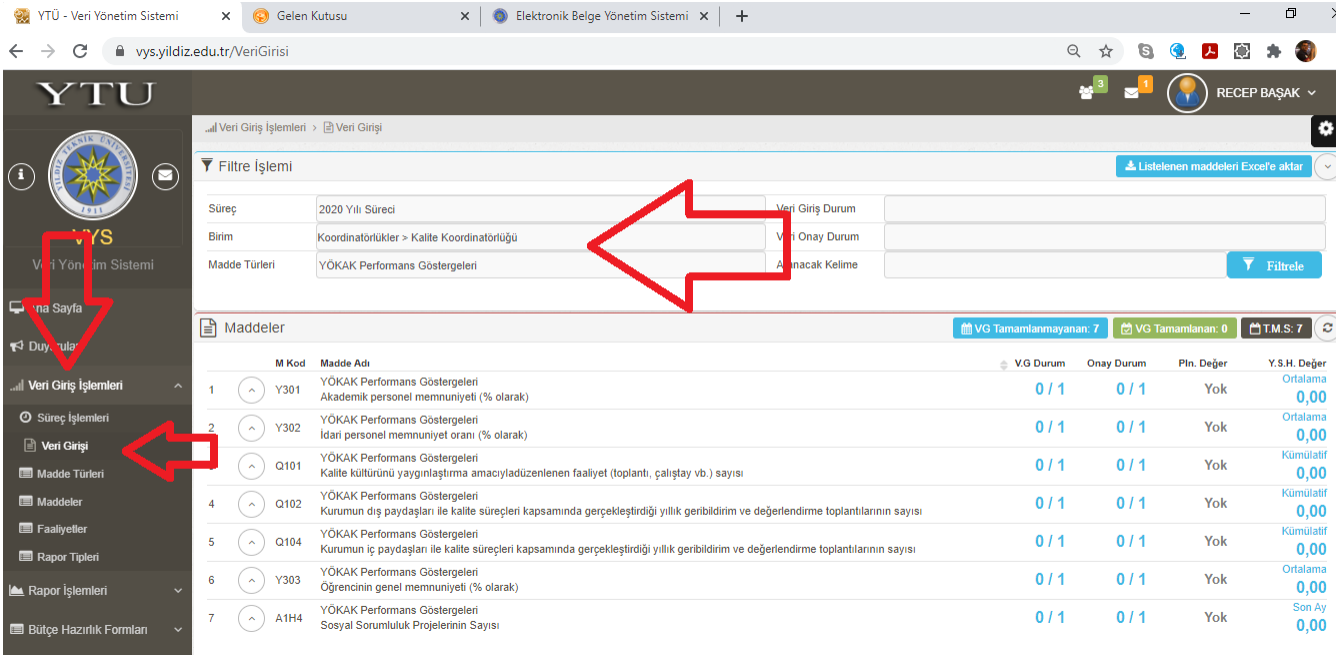 YTÜ - Veri Yönetim Sistemi
Gelen Kutusu
Elektronik Belge Yönetim Sistemi
vys.yildiz.edu.tr/VeriGirisi
YTU
3
1
RECEP BAŞAK
Veri Giriş İşlemleri > Veri Girişi
YILDIZ TEKNİK ÜNİVERSİTESİ
1911
VYS
Veri Yönetim Sistemi
Ana Sayfa
Duyurular
Veri Giriş İşlemleri
Süreç İşlemleri
Veri Girişi
Madde Türleri
Maddeler
Faaliyetler
Rapor Tipleri
Rapor İşlemleri
Bütçe Hazırlık Formları
Filtre İşlemi
Listelenen maddeleri Excel'e aktar
Süreç 2020 Yılı Süreci Veri Giriş Durum
Birim Koordinatörlükler > Kalite Koordinatörlüğü Veri Onay Durum
Madde Türleri YÖKAK Performans Göstergeleri Aranacak Kelime Filtrele
Maddeler
VG Tamamlanmayanan: 7 VG Tamamlanan: 0 T.M.S: 7
M Kod Madde Adı V.G Durum Onay Durum Pln. Değer Y.S.H. Değer
1 Y301 YÖKAK Performans Göstergeleri 0 / 1 0 / 1 Yok Ortalama
Akademik personel memnuniyeti (% olarak) 0,00
2 Y302 YÖKAK Performans Göstergeleri 0 / 1 0 / 1 Yok Ortalama
İdari personel memnuniyet oranı (% olarak) 0,00
3 Q101 YÖKAK Performans Göstergeleri 0 / 1 0 / 1 Yok Kümülatif
Kalite kültürünü yaygınlaştırma amacıyladüzenlenen faaliyet (toplantı, çalıştay vb.) sayısı 0,00
4 Q102 YÖKAK Performans Göstergeleri 0 / 1 0 / 1 Yok Kümülatif
Kurumun dış paydaşları ile kalite süreçleri kapsamında gerçekleştirdiği yıllık geribildirim ve değerlendirme toplantılarının sayısı 0,00
5 Q104 YÖKAK Performans Göstergeleri 0 / 1 0 / 1 Yok Kümülatif
Kurumun iç paydaşları ile kalite süreçleri kapsamında gerçekleştirdiği yıllık geribildirim ve değerlendirme toplantılarının sayısı 0,00
6 Y303 YÖKAK Performans Göstergeleri 0 / 1 0 / 1 Yok Ortalama
Öğrencinin genel memnuniyeti (% olarak) 0,00
7 A1H4 YÖKAK Performans Göstergeleri 0 / 1 0 / 1 Yok Son Ay
Sosyal Sorumluluk Projelerinin Sayısı 0,00